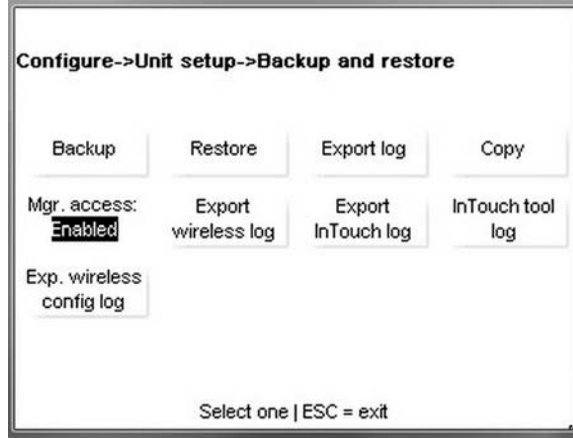 Configure->Unit setup->Backup and restore
Backup Restore Export log Copy
Mgr. access: Enabled
Export wireless log
Export InTouch log
InTouch tool log
Exp. wireless config log
Select one | ESC = exit